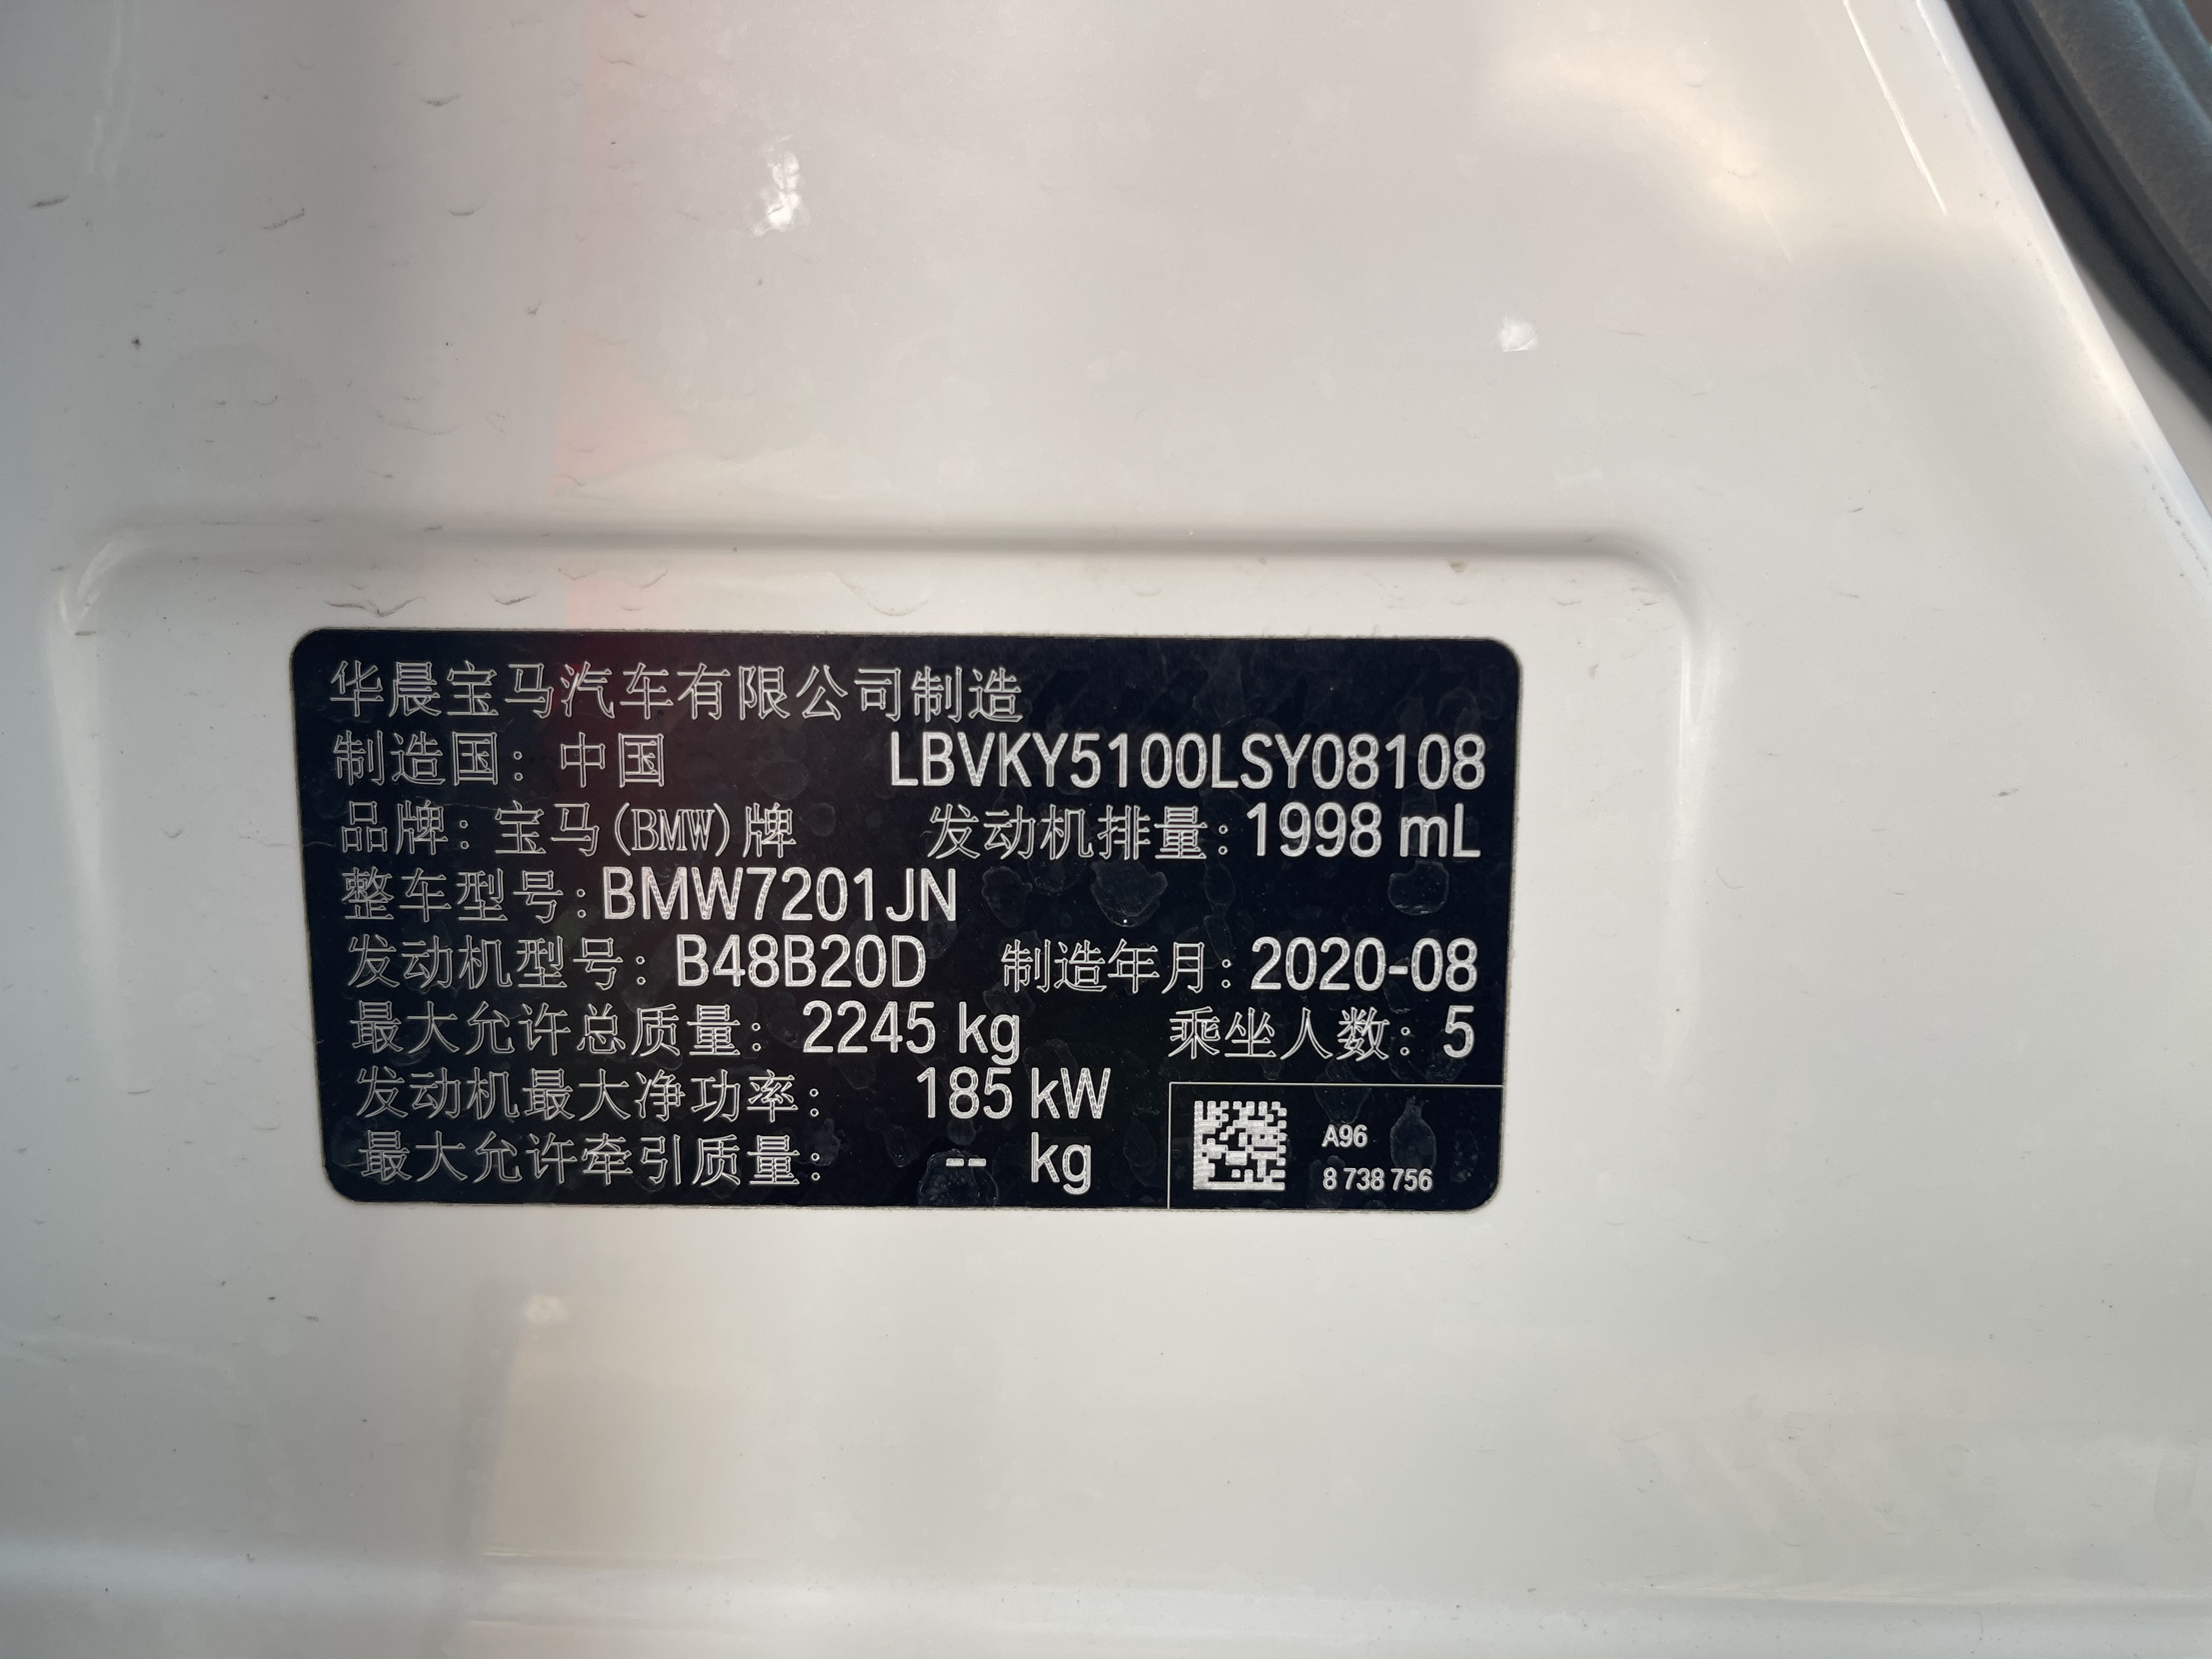 华晨宝马汽车有限公司制造
制造国：中国 LBVKY5100LSY08108
品牌：宝马(BMW)牌 发动机排量：1998 mL
整车型号：BMW7201JN
发动机型号：B48B20D 制造年月：2020-08
最大允许总质量：2245 kg 乘坐人数：5
发动机最大净功率：185 kW
最大允许牵引质量：-- kg
A96
8 738 756